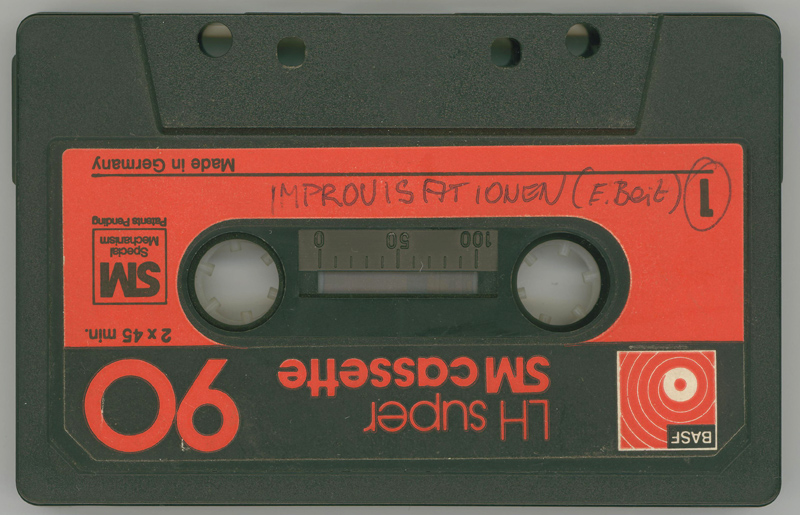 IMPROVISATIONEN (E. Beit)
1
Made in Germany
Patents Pending
SM
Special
Mechanism
2 x 45 min.
0 50 100
90
LH super
SM cassette
BASF